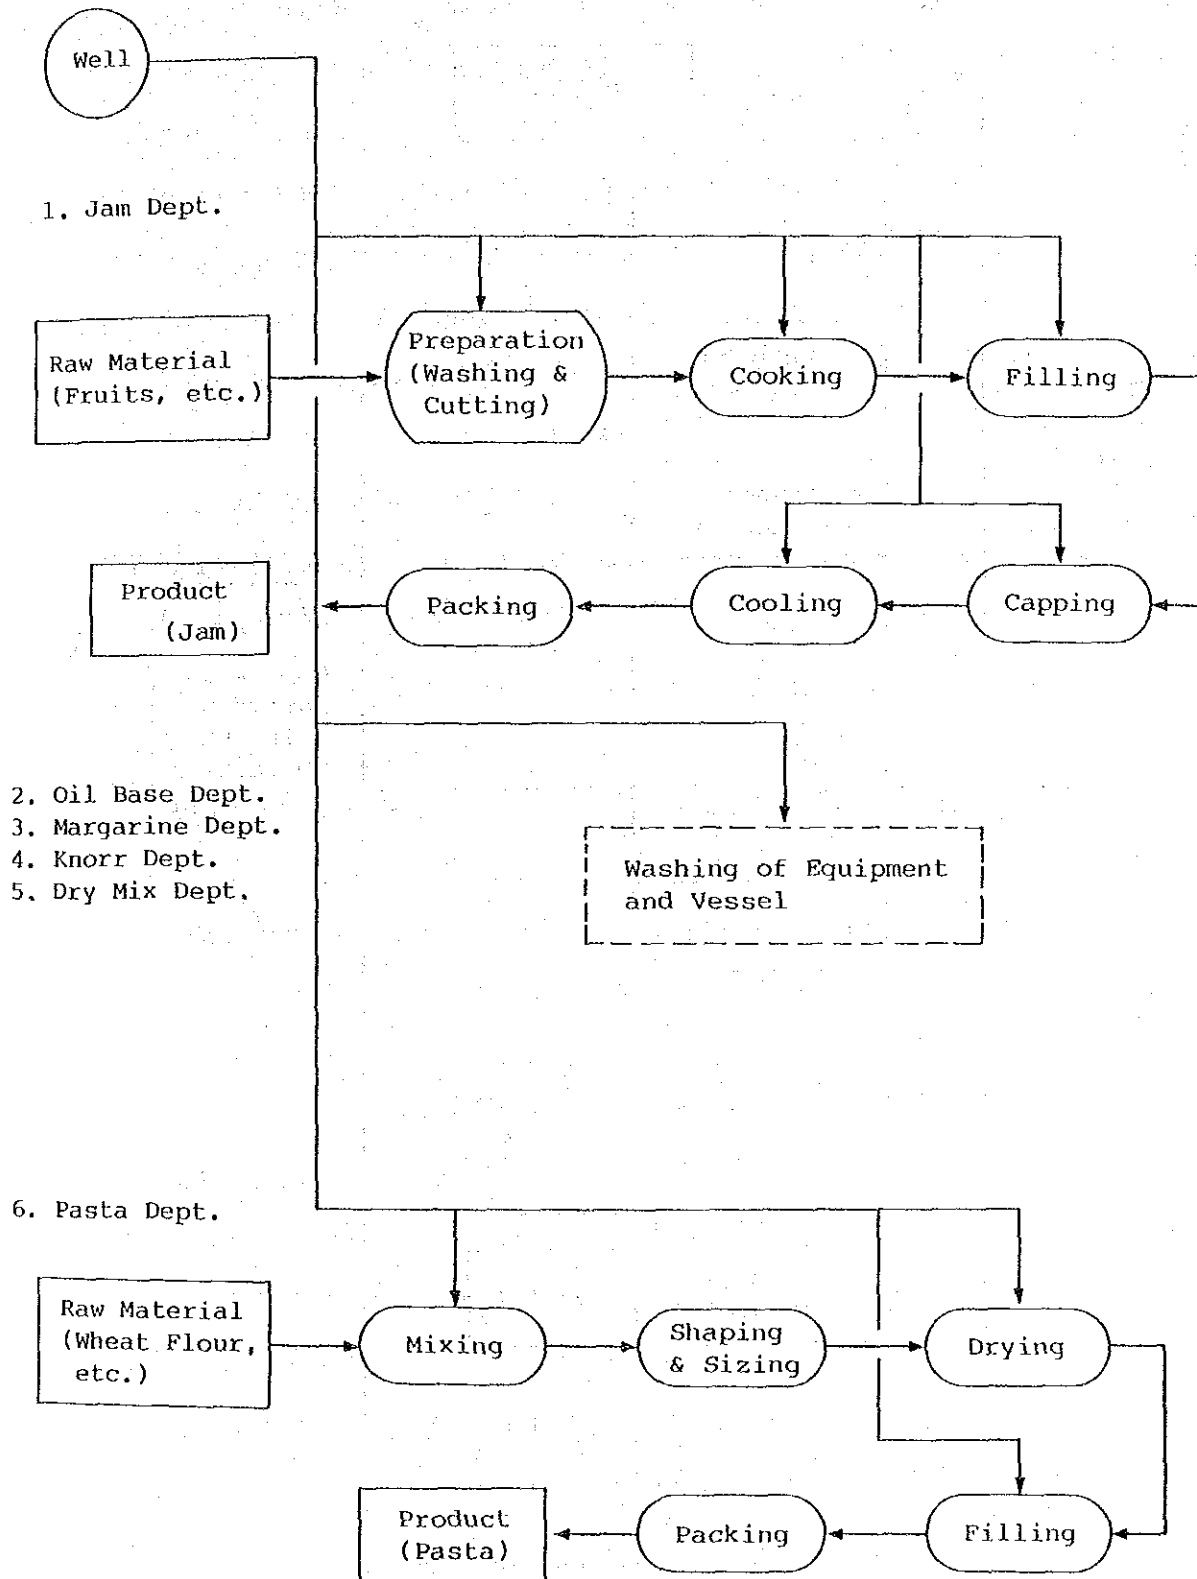 Well
1. Jam Dept.
Raw Material
(Fruits, etc.)
Preparation
(Washing &
Cutting)
Cooking
Filling
Product
(Jam)
Packing
Cooling
Capping
2. Oil Base Dept.
3. Margarine Dept.
4. Knorr Dept.
5. Dry Mix Dept.
Washing of Equipment
and Vessel
6. Pasta Dept.
Raw Material
(Wheat Flour,
etc.)
Mixing
Shaping
& Sizing
Drying
Product
(Pasta)
Packing
Filling